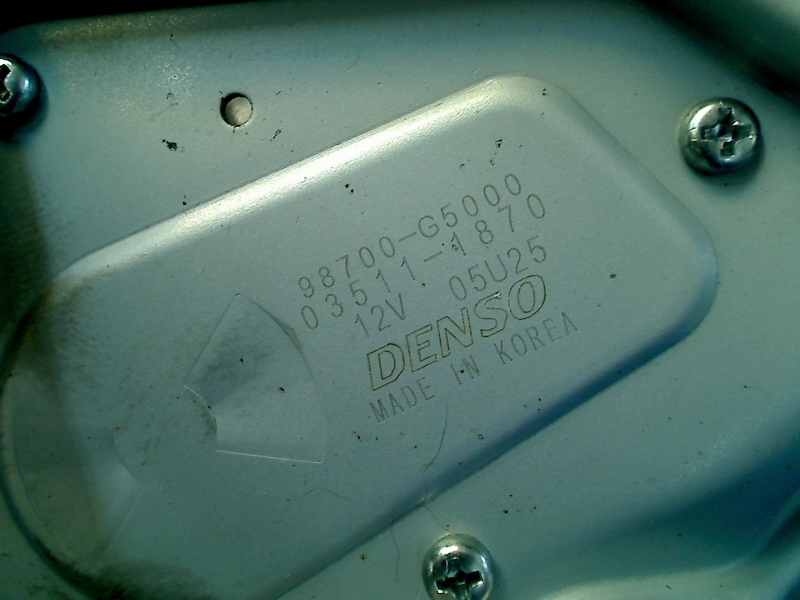 98700-G5000
03511-1870
12V 05U25
DENSO
MADE IN KOREA